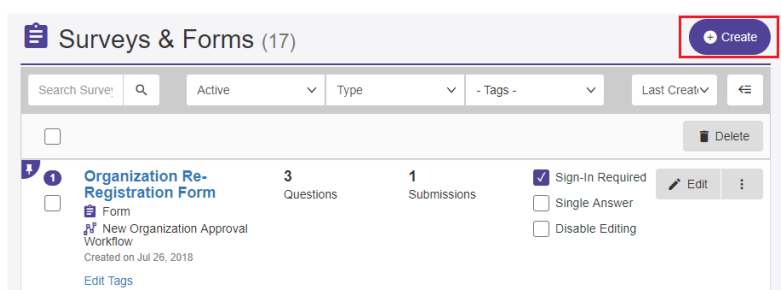 Surveys & Forms (17)
Create
Search Survey
Active
Type
- Tags -
Last Creat
Delete
1
Organization Re-
Registration Form
Form
New Organization Approval
Workflow
Created on Jul 26, 2018
Edit Tags
3
Questions
1
Submissions
Sign-In Required
Single Answer
Disable Editing
Edit